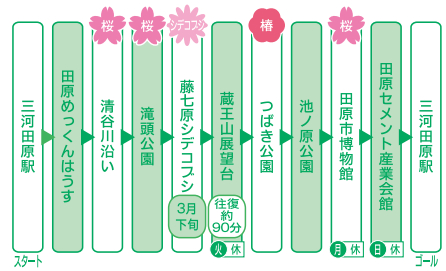 桜
桜
シデコブシ
椿
桜
三河田原駅
田原めっくんはうす
清谷川沿い
滝頭公園
藤七原シデコブシ
3月
下旬
蔵王山展望台
往復
約
90分
火休
つばき公園
池ノ原公園
田原市博物館
月休
田原セメント産業会館
日休
三河田原駅
スタート
ゴール